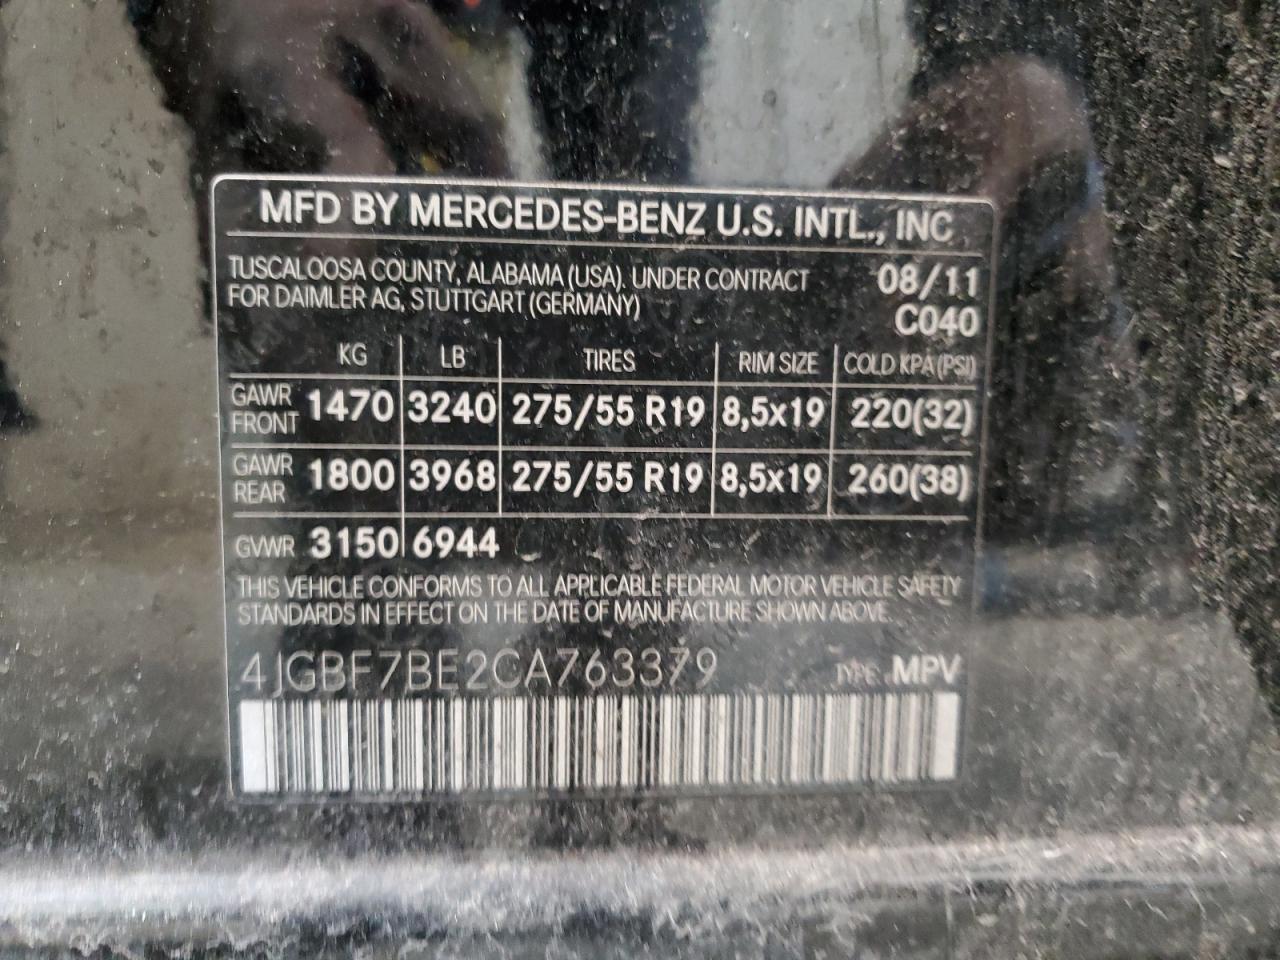 MFD BY MERCEDES-BENZ U.S. INTL., INC
TUSCALOOSA COUNTY, ALABAMA (USA). UNDER CONTRACT 08/11
FOR DAIMLER AG, STUTTGART (GERMANY) C040
KG LB TIRES RIM SIZE COLD KPA (PSI)
GAWR FRONT 1470 3240 275/55 R19 8,5x19 220(32)
GAWR REAR 1800 3968 275/55 R19 8,5x19 260(38)
GVWR 3150 6944
THIS VEHICLE CONFORMS TO ALL APPLICABLE FEDERAL MOTOR VEHICLE SAFETY
STANDARDS IN EFFECT ON THE DATE OF MANUFACTURE SHOWN ABOVE.
4JGBF7BE2CA763379 TYPE: MPV